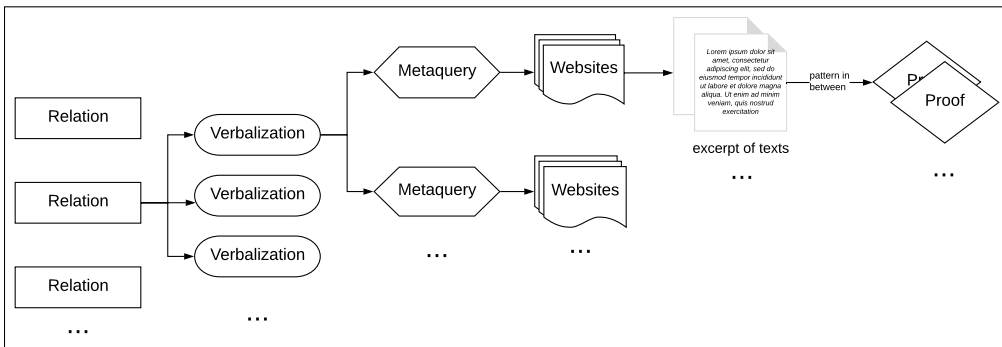 Relation
Relation
Relation
...
Verbalization
Verbalization
Verbalization
...
Metaquery
Metaquery
...
Websites
Websites
...
Lorem ipsum dolor sit
amet, consectetur
adipiscing elit, sed do
eiusmod tempor incididunt
ut labore et dolore magna
aliqua. Ut enim ad minim
veniam, quis nostrud
exercitation
excerpt of texts
...
pattern in
between
Pr
Proof
...